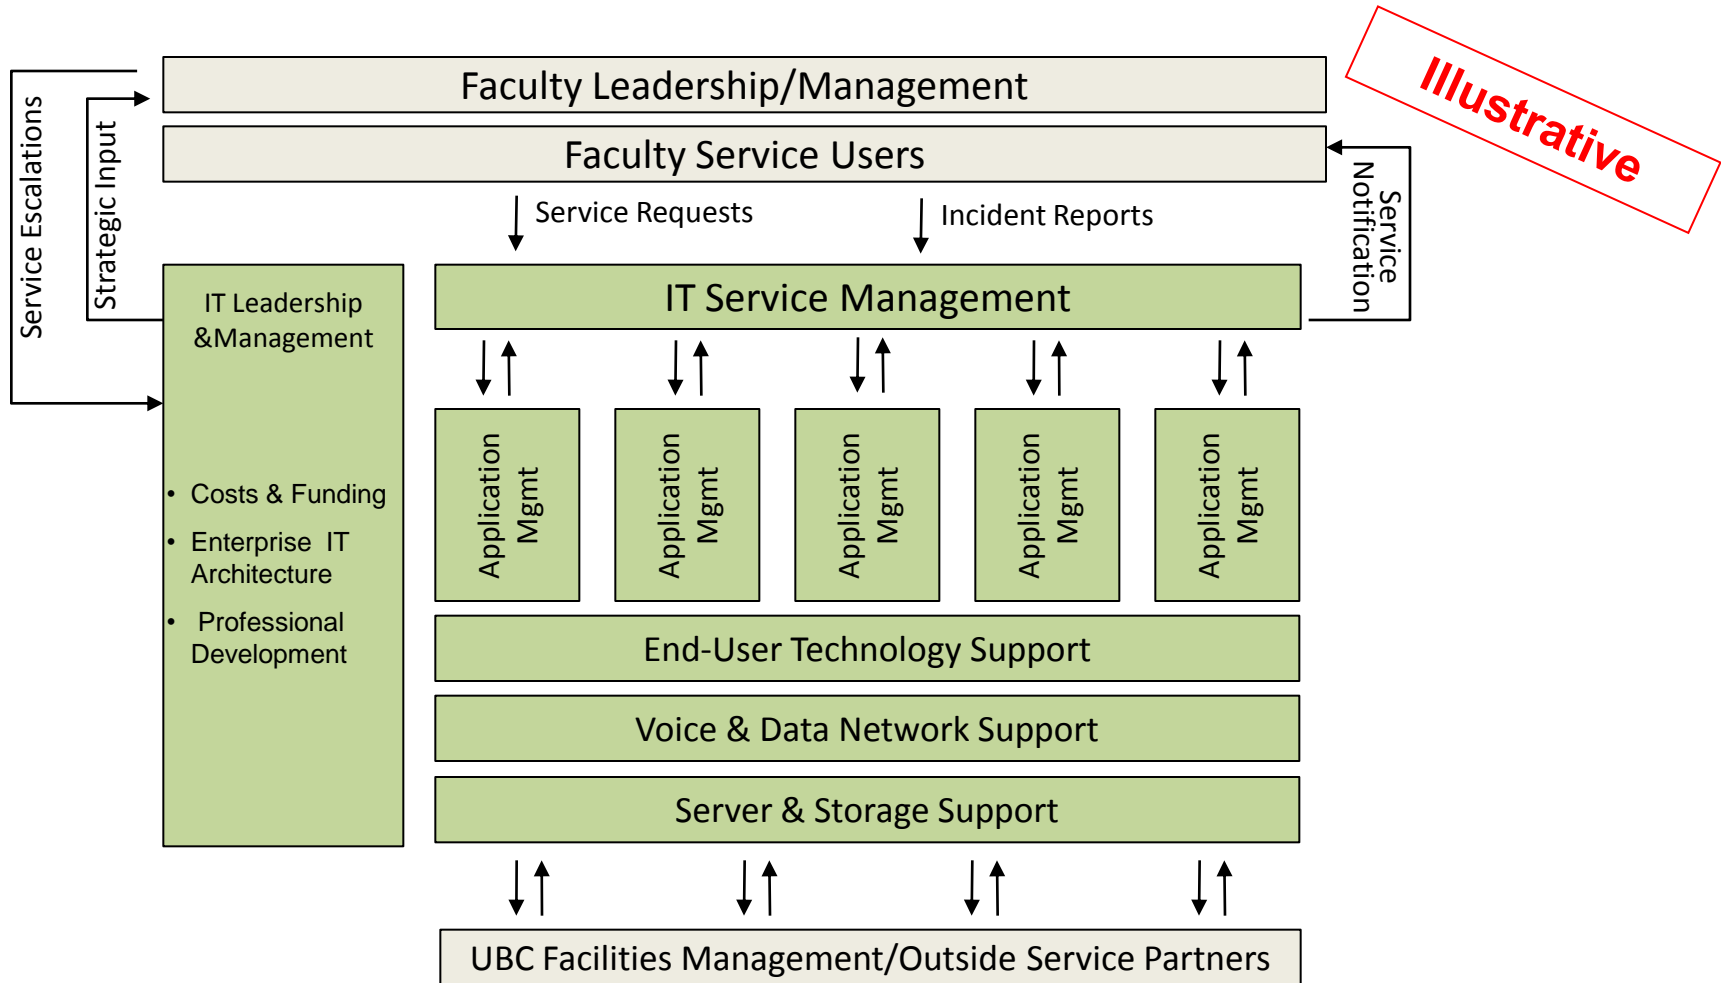 Illustrative
Faculty Leadership/Management
Faculty Service Users
Service Escalations
Strategic Input
Service Requests
Incident Reports
Service
Notification
IT Leadership
&Management
• Costs & Funding
• Enterprise  IT
Architecture
•  Professional
Development
IT Service Management
Application
Mgmt
Application
Mgmt
Application
Mgmt
Application
Mgmt
Application
Mgmt
End-User Technology Support
Voice & Data Network Support
Server & Storage Support
UBC Facilities Management/Outside Service Partners